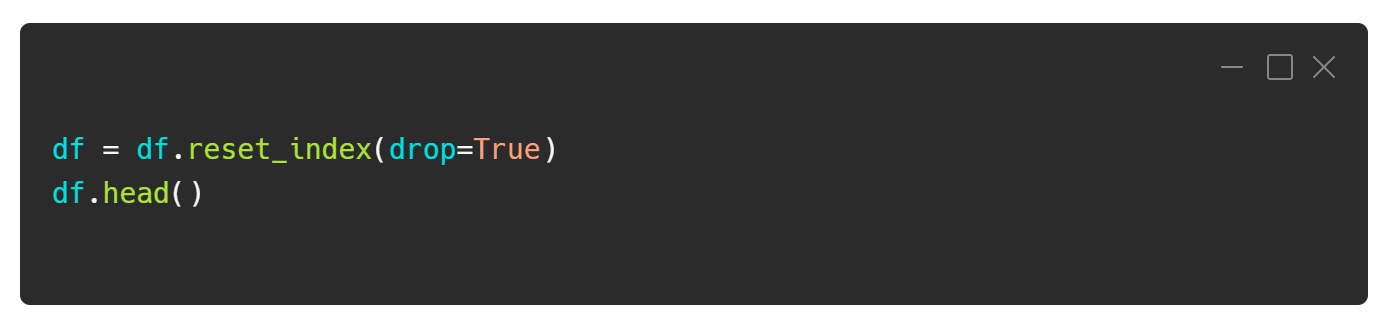 df = df.reset_index(drop=True)
df.head()